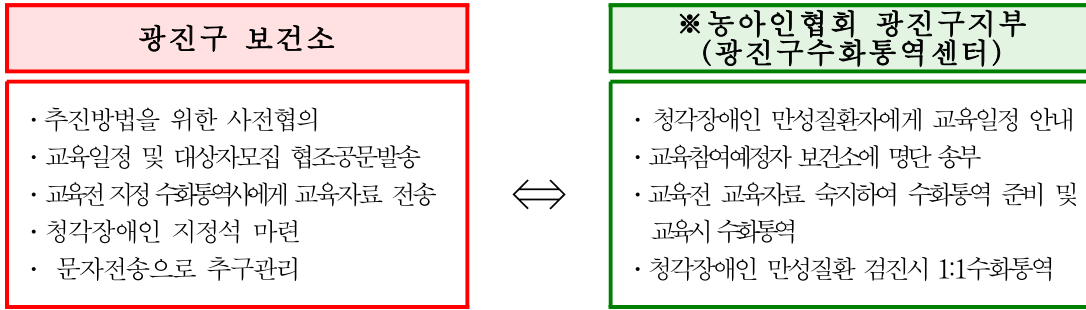 광진구 보건소
· 추진방법을 위한 사전협의
· 교육일정 및 대상자모집 협조공문발송
· 교육전 지정 수화통역사에게 교육자료 전송
· 청각장애인 지정석 마련
· 문자전송으로 추구관리
⇔
※농아인협회 광진구지부
(광진구수화통역센터)
· 청각장애인 만성질환자에게 교육일정 안내
· 교육참여예정자 보건소에 명단 송부
· 교육전 교육자료 숙지하여 수화통역 준비 및
교육시 수화통역
· 청각장애인 만성질환 검진시 1:1수화통역